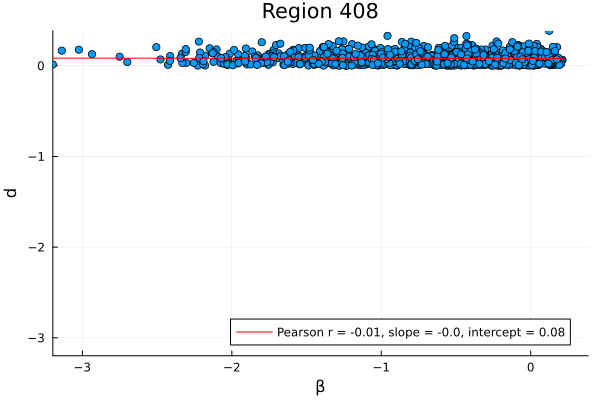 Region 408
d
0
−1
−2
−3
Pearson r = -0.01, slope = -0.0, intercept = 0.08
−3 −2 −1 0
β